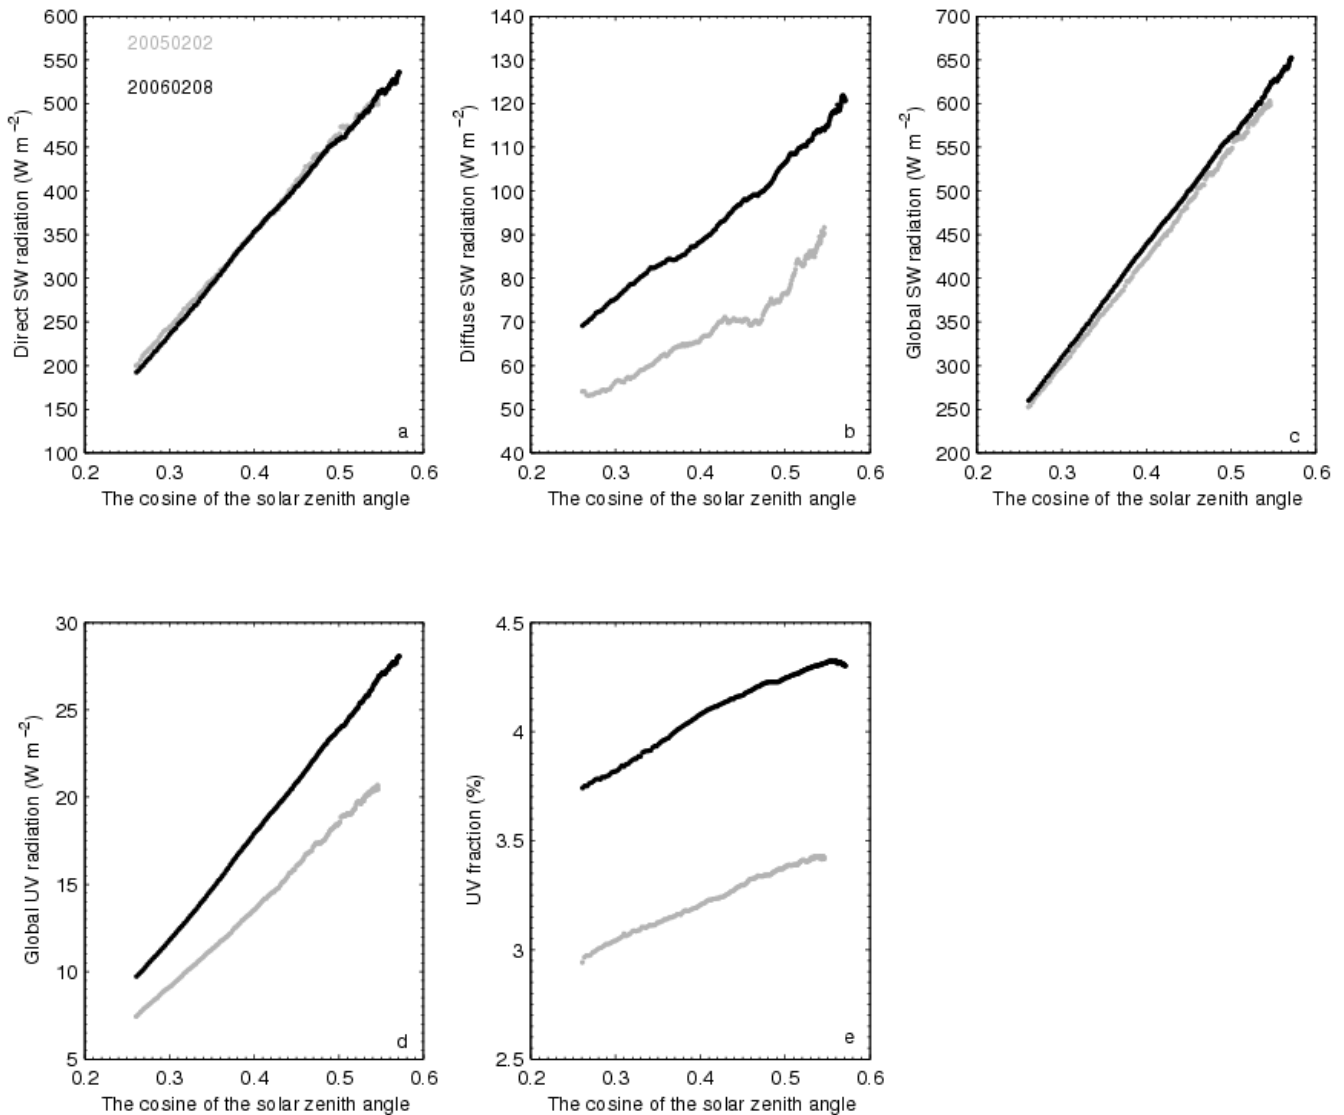 600
550
500
450
400
350
300
250
200
150
100
0.2 0.3 0.4 0.5 0.6
Direct SW radiation (W m−2)
The cosine of the solar zenith angle
20050202
20060208
a
140
130
120
110
100
90
80
70
60
50
40
0.2 0.3 0.4 0.5 0.6
Diffuse SW radiation (W m−2)
The cosine of the solar zenith angle
b
700
650
600
550
500
450
400
350
300
250
200
0.2 0.3 0.4 0.5 0.6
Global SW radiation (W m−2)
The cosine of the solar zenith angle
c
30
25
20
15
10
5
0.2 0.3 0.4 0.5 0.6
Global UV radiation (W m−2)
The cosine of the solar zenith angle
d
4.5
4
3.5
3
2.5
0.2 0.3 0.4 0.5 0.6
UV fraction (%)
The cosine of the solar zenith angle
e